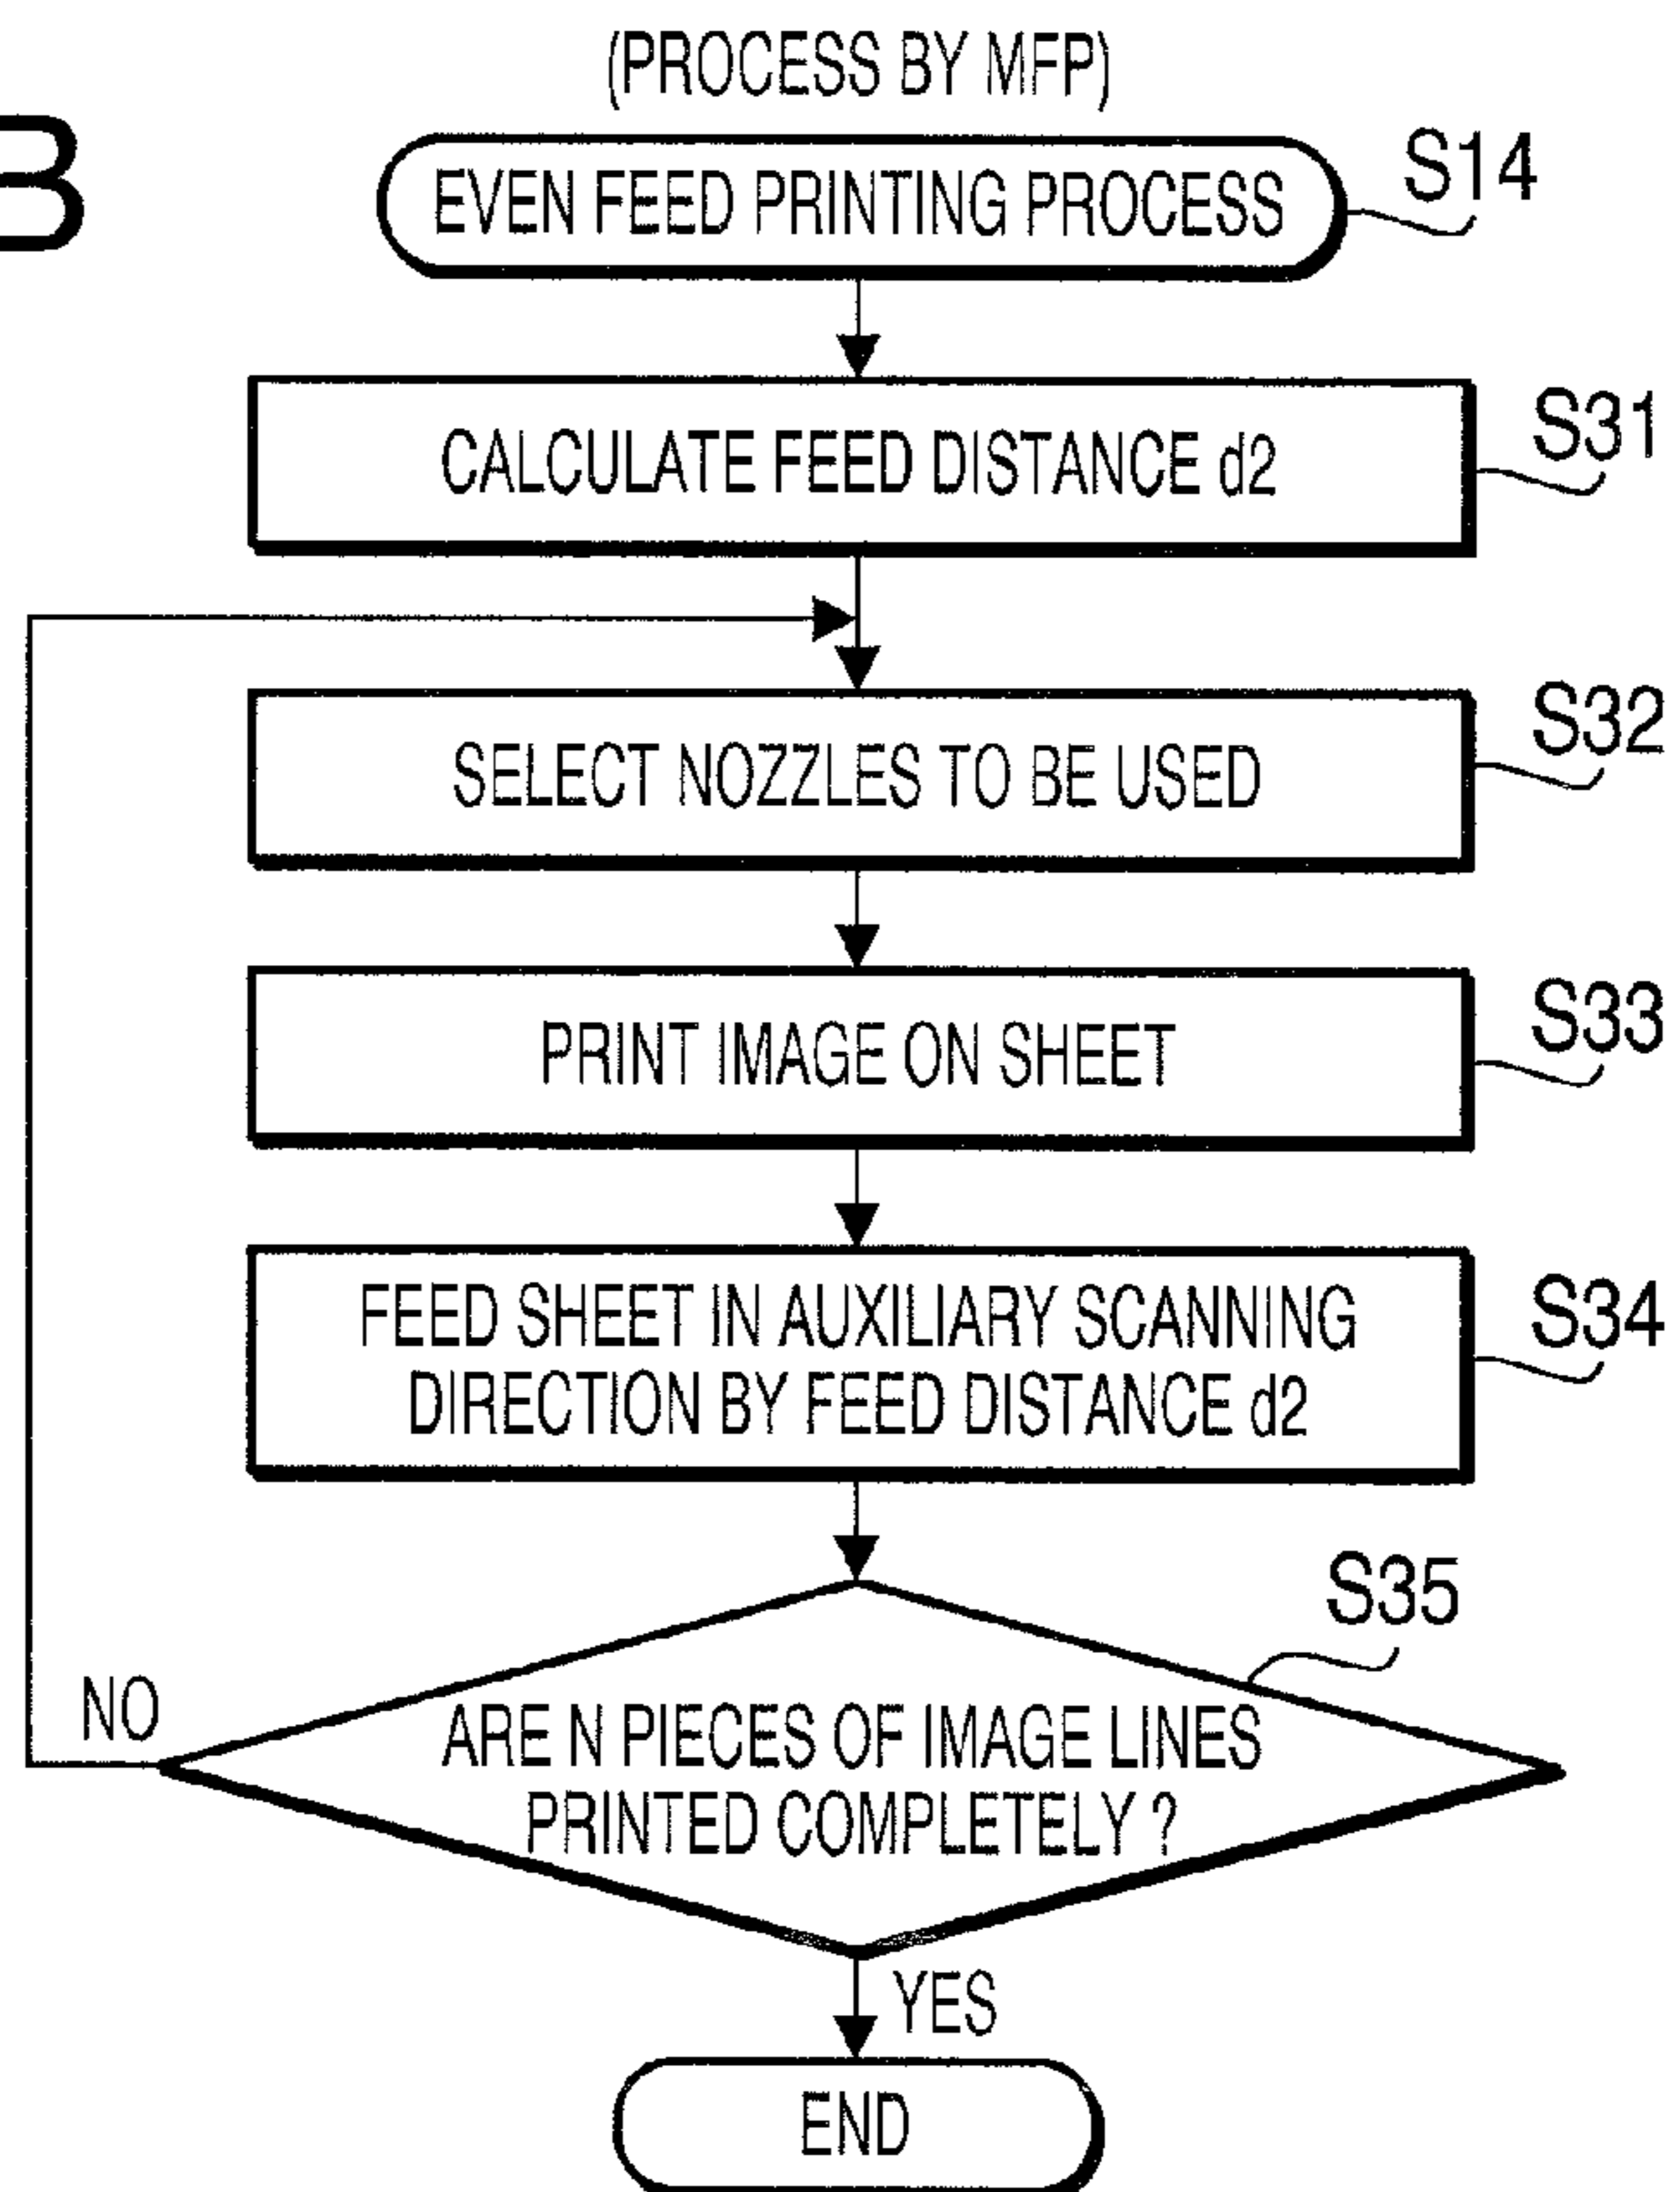 (PROCESS BY MFP)
B
EVEN FEED PRINTING PROCESS
S14
CALCULATE FEED DISTANCE d2
S31
SELECT NOZZLES TO BE USED
S32
PRINT IMAGE ON SHEET
S33
FEED SHEET IN AUXILIARY SCANNING
DIRECTION BY FEED DISTANCE d2
S34
S35
NO
ARE N PIECES OF IMAGE LINES
PRINTED COMPLETELY ?
YES
END